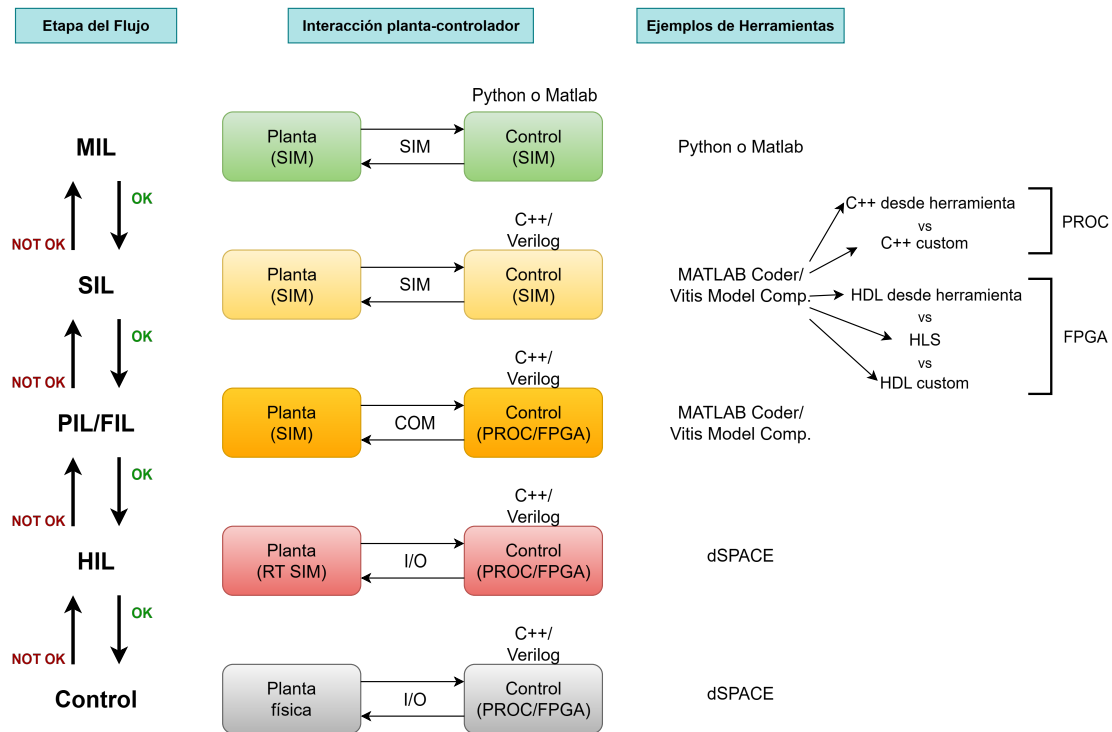 Etapa del Flujo
Interacción planta-controlador
Ejemplos de Herramientas
MIL
Python o Matlab
Planta
(SIM)
SIM
Control
(SIM)
Python o Matlab
NOT OK
OK
SIL
C++/
Verilog
Planta
(SIM)
SIM
Control
(SIM)
MATLAB Coder/
Vitis Model Comp.
C++ desde herramienta
vs
C++ custom
PROC
HDL desde herramienta
vs
HLS
vs
HDL custom
FPGA
NOT OK
OK
PIL/FIL
C++/
Verilog
Planta
(SIM)
COM
Control
(PROC/FPGA)
MATLAB Coder/
Vitis Model Comp.
NOT OK
OK
HIL
C++/
Verilog
Planta
(RT SIM)
I/O
Control
(PROC/FPGA)
dSPACE
NOT OK
OK
Control
C++/
Verilog
Planta
física
I/O
Control
(PROC/FPGA)
dSPACE